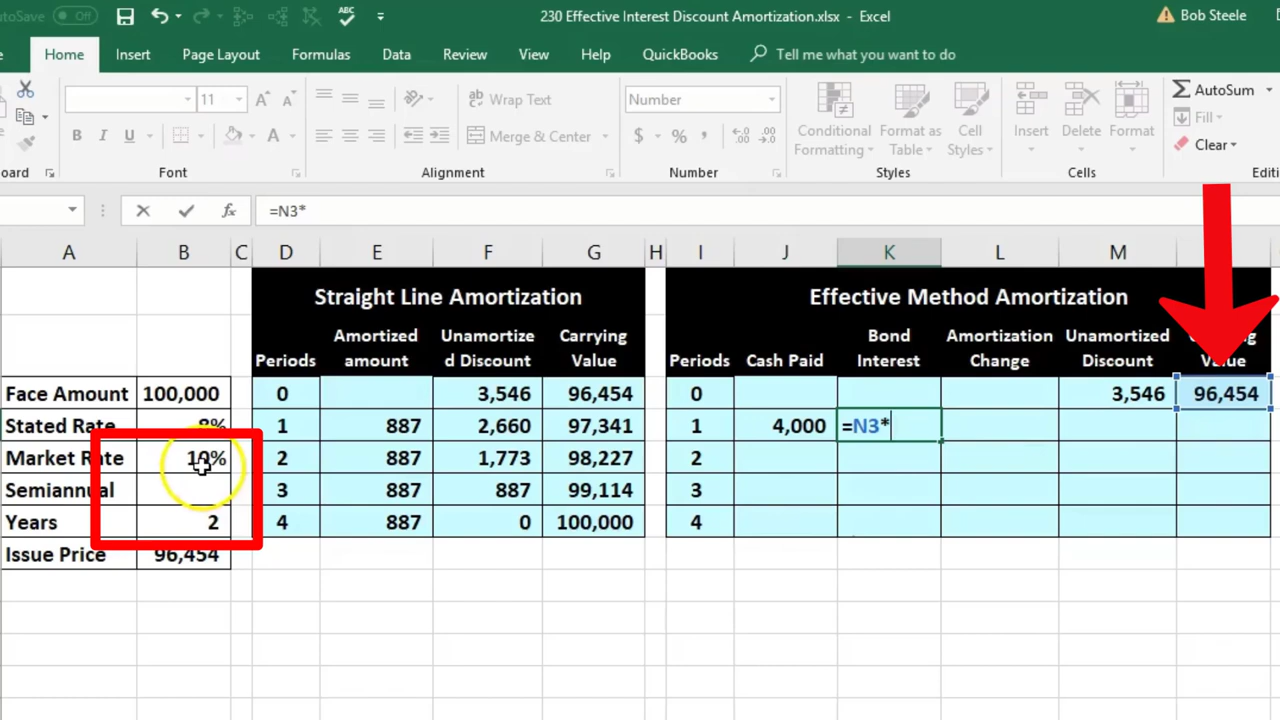 AutoSave Off 230 Effective Interest Discount Amortization.xlsx - Excel Bob Steele
Home Insert Page Layout Formulas Data Review View Help QuickBooks Tell me what you want to do
11 A A ab Wrap Text Number AutoSum
B I U A Merge & Center $ % , Conditional Formatting Format as Table Cell Styles Insert Delete Format Fill
Clear
Font Alignment Number Styles Cells
fx =N3*
A B C D E F G H I J K L M
Straight Line Amortization Effective Method Amortization
Amortized Unamortize Carrying Bond Amortization Unamortized
Periods amount d Discount Value Periods Cash Paid Interest Change Discount Value
Face Amount 100,000 0 3,546 96,454 0 3,546 96,454
Stated Rate 8% 1 887 2,660 97,341 1 4,000 =N3*
Market Rate 10% 2 887 1,773 98,227 2
Semiannual 3 887 887 99,114 3
Years 2 4 887 0 100,000 4
Issue Price 96,454